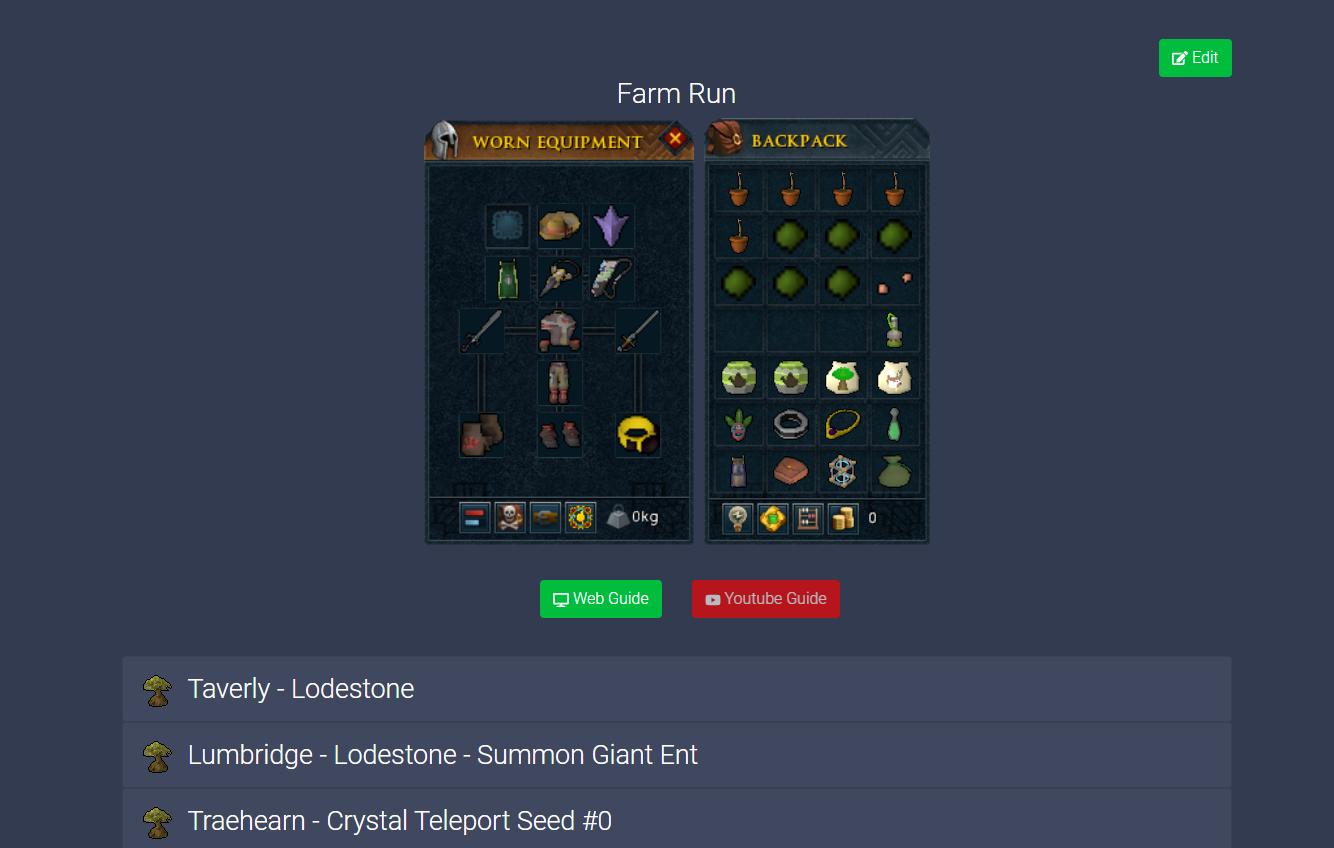 Edit
Farm Run
WORN EQUIPMENT
BACKPACK
0kg
0
Web Guide
Youtube Guide
Taverly - Lodestone
Lumbridge - Lodestone - Summon Giant Ent
Traehearn - Crystal Teleport Seed #0